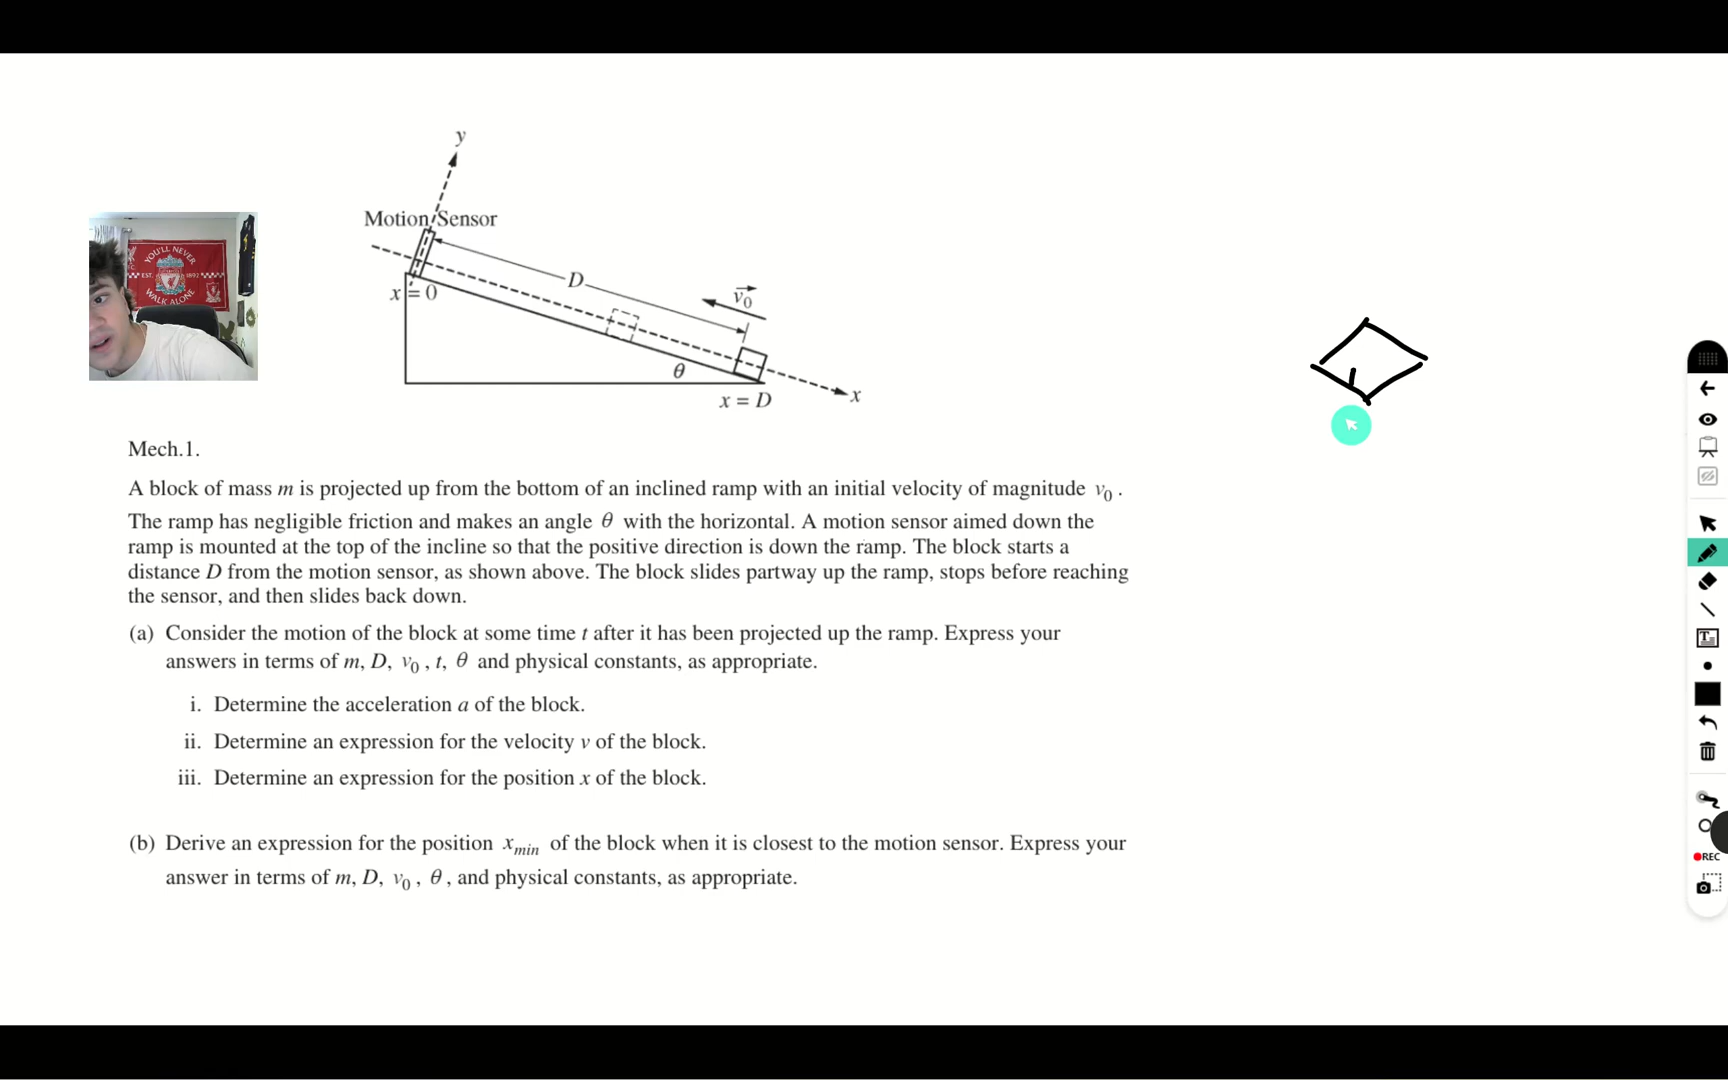 y
Motion Sensor
D
v₀
x = 0
θ
x = D
x
YOU'LL NEVER
EST. 1892
WALK ALONE
Mech.1.
A block of mass m is projected up from the bottom of an inclined ramp with an initial velocity of magnitude v₀ .
The ramp has negligible friction and makes an angle θ with the horizontal. A motion sensor aimed down the
ramp is mounted at the top of the incline so that the positive direction is down the ramp. The block starts a
distance D from the motion sensor, as shown above. The block slides partway up the ramp, stops before reaching
the sensor, and then slides back down.
(a) Consider the motion of the block at some time t after it has been projected up the ramp. Express your
answers in terms of m, D, v₀ , t, θ and physical constants, as appropriate.
i. Determine the acceleration a of the block.
ii. Determine an expression for the velocity v of the block.
iii. Determine an expression for the position x of the block.
(b) Derive an expression for the position x_min of the block when it is closest to the motion sensor. Express your
answer in terms of m, D, v₀ , θ , and physical constants, as appropriate.
T
REC